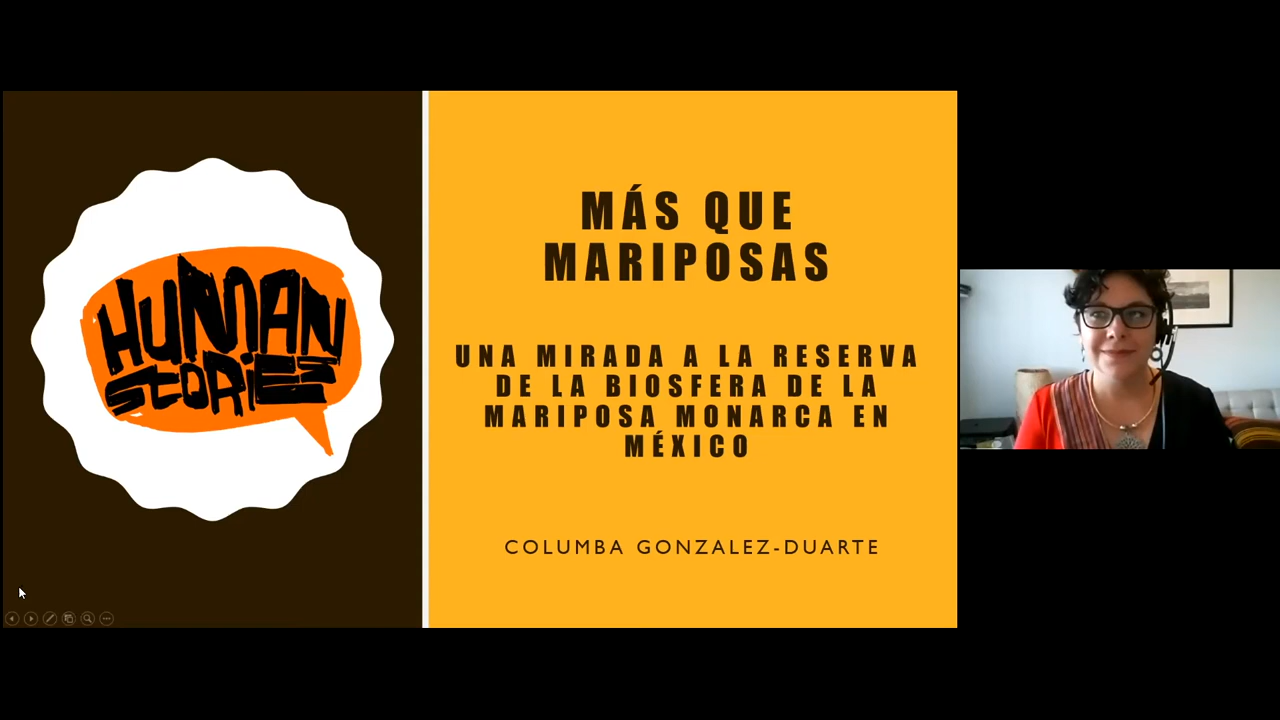 HUMAN
STORIES
MÁS QUE
MARIPOSAS
UNA MIRADA A LA RESERVA
DE LA BIOSFERA DE LA
MARIPOSA MONARCA EN
MÉXICO
COLUMBA GONZALEZ-DUARTE